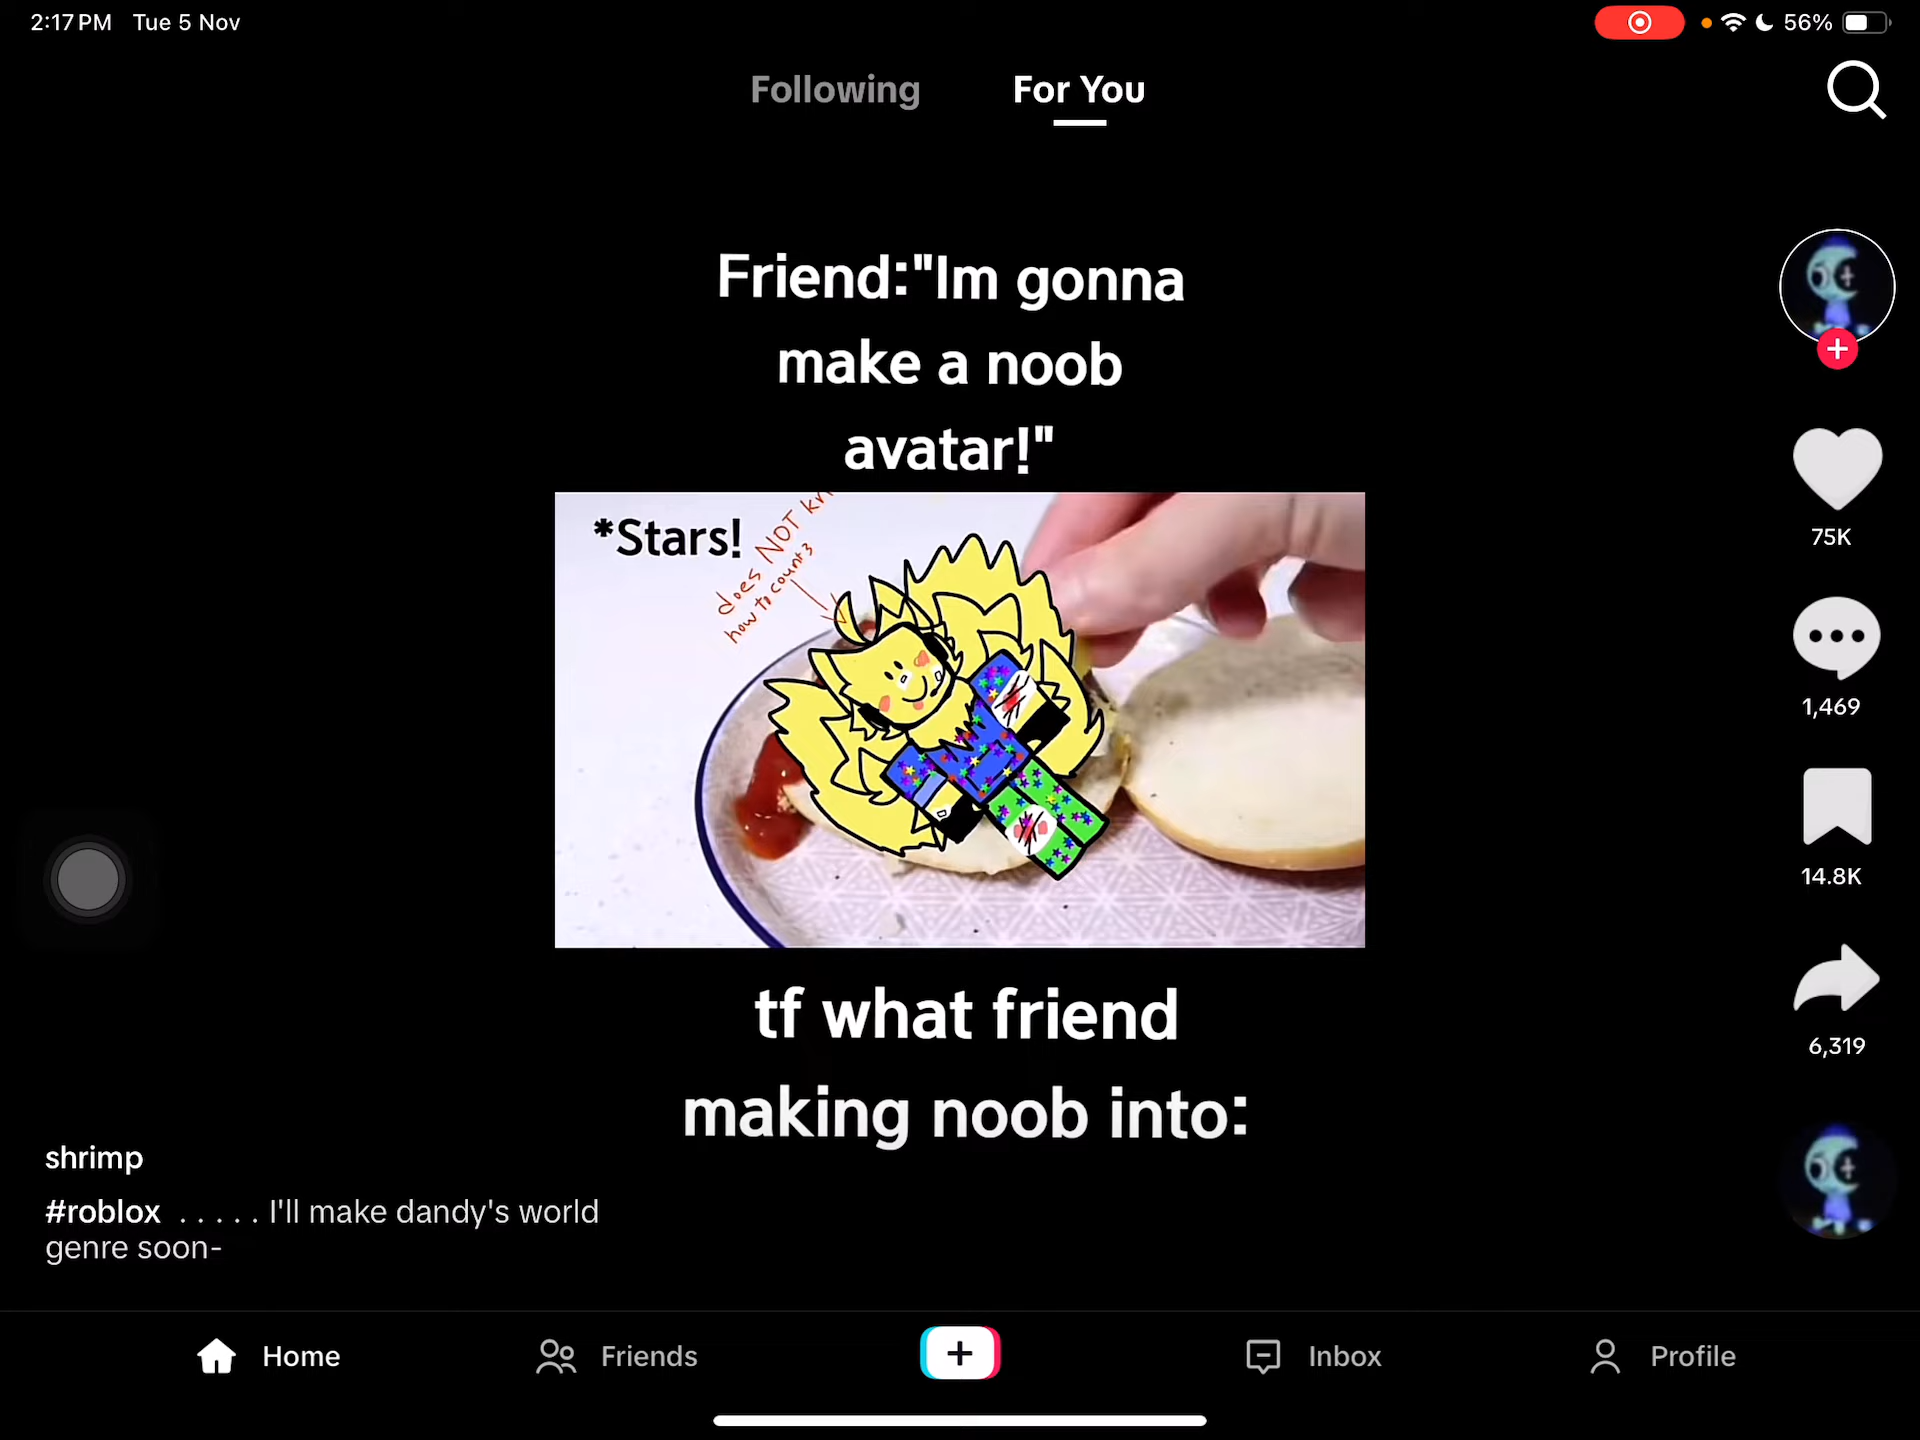 2:17 PM Tue 5 Nov
56%
Following
For You
Friend:"Im gonna
make a noob
avatar!"
*Stars!
does NOT
how to count 3
tf what friend
making noob into:
75K
1,469
14.8K
6,319
shrimp
#roblox . . . . . I'll make dandy's world
genre soon-
Home
Friends
Inbox
Profile